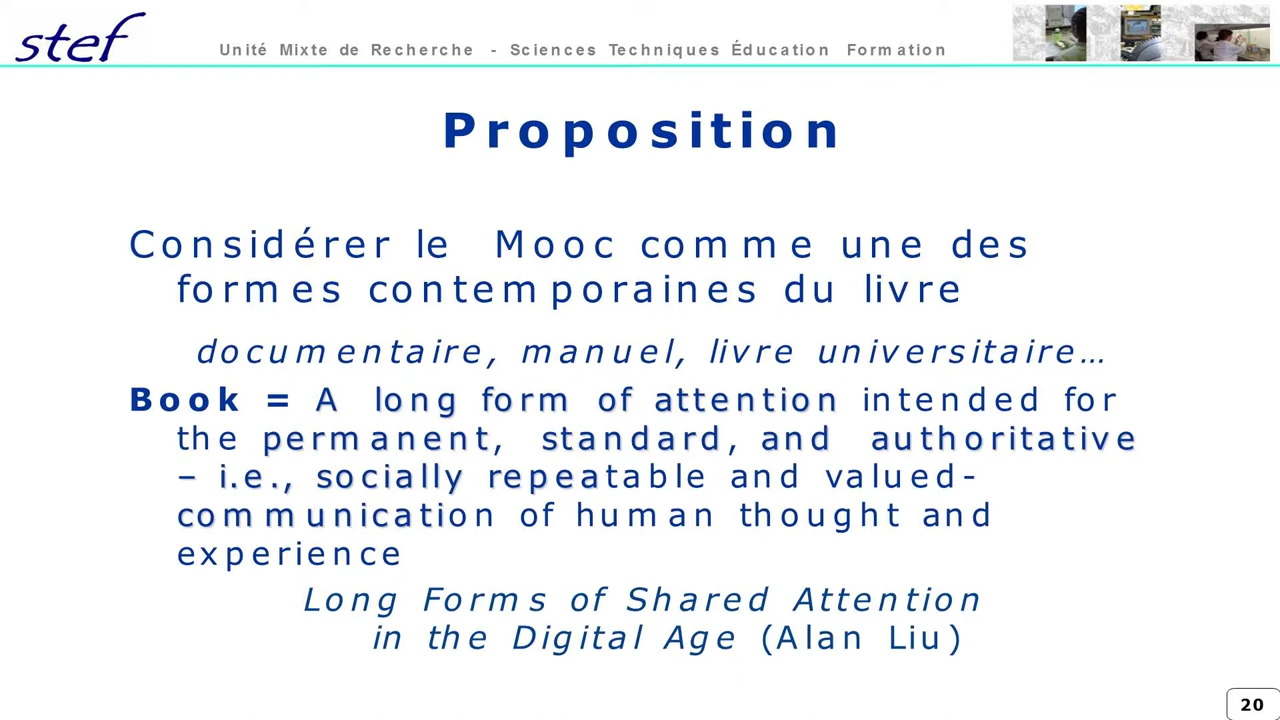 stef
Unité Mixte de Recherche - Sciences Techniques Éducation Formation
Proposition
Considérer le Mooc comme une des
formes contemporaines du livre
documentaire, manuel, livre universitaire…
Book = A long form of attention intended for
the permanent, standard, and authoritative
– i.e., socially repeatable and valued-
communication of human thought and
experience
Long Forms of Shared Attention
in the Digital Age (Alan Liu)
20